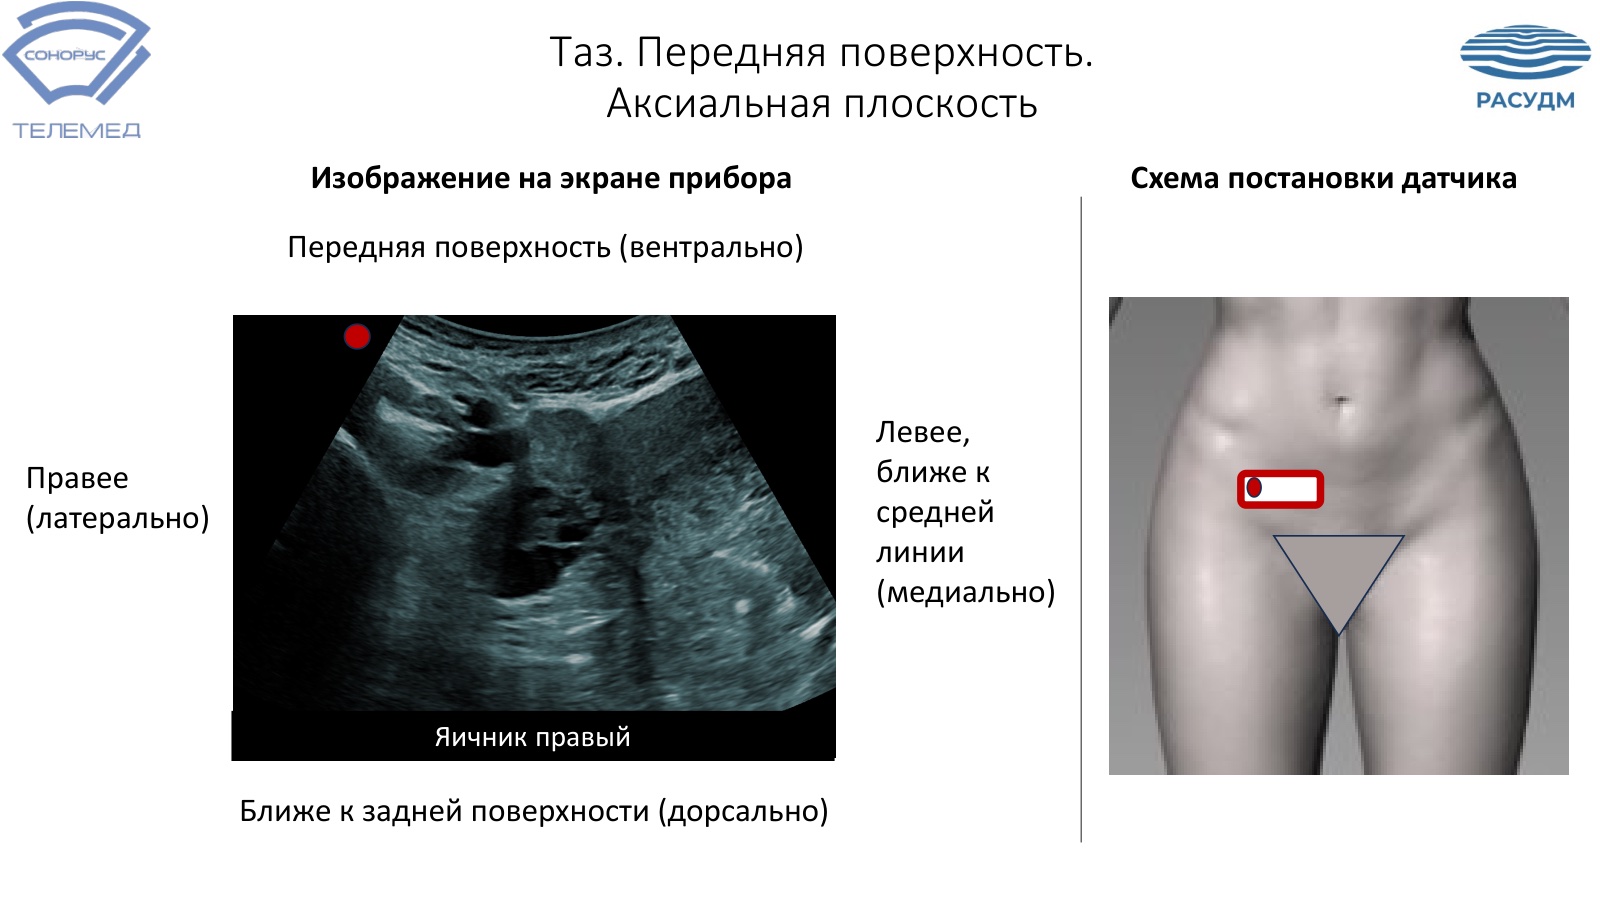 СОНОРУС
ТЕЛЕМЕД
Таз. Передняя поверхность.
Аксиальная плоскость
РАСУДМ
Изображение на экране прибора
Схема постановки датчика
Передняя поверхность (вентрально)
Правее
(латерально)
Левее,
ближе к
средней
линии
(медиально)
Яичник правый
Ближе к задней поверхности (дорсально)